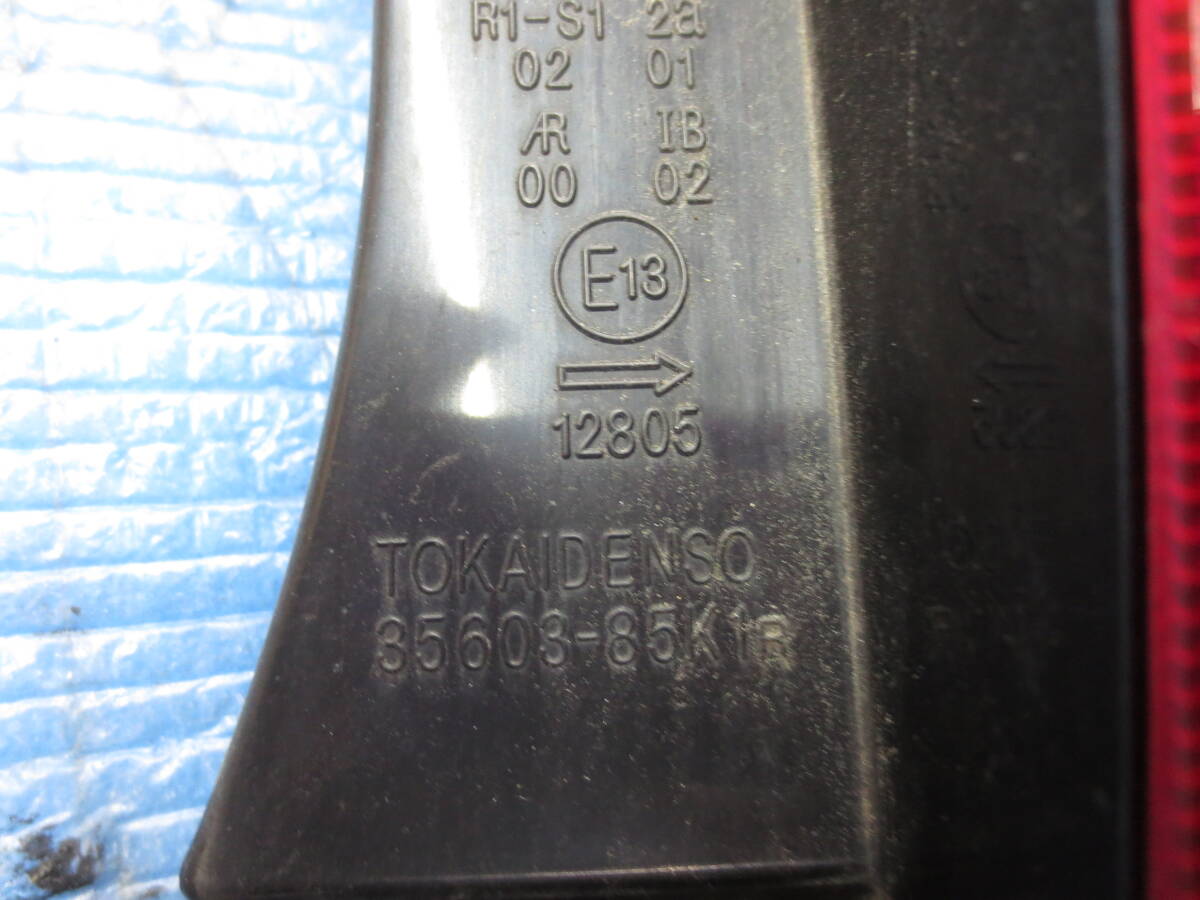 R1-S1 2a
02 01
AR IB
00 02
E13
12805
TOKAIDENSO
35603-85K1R